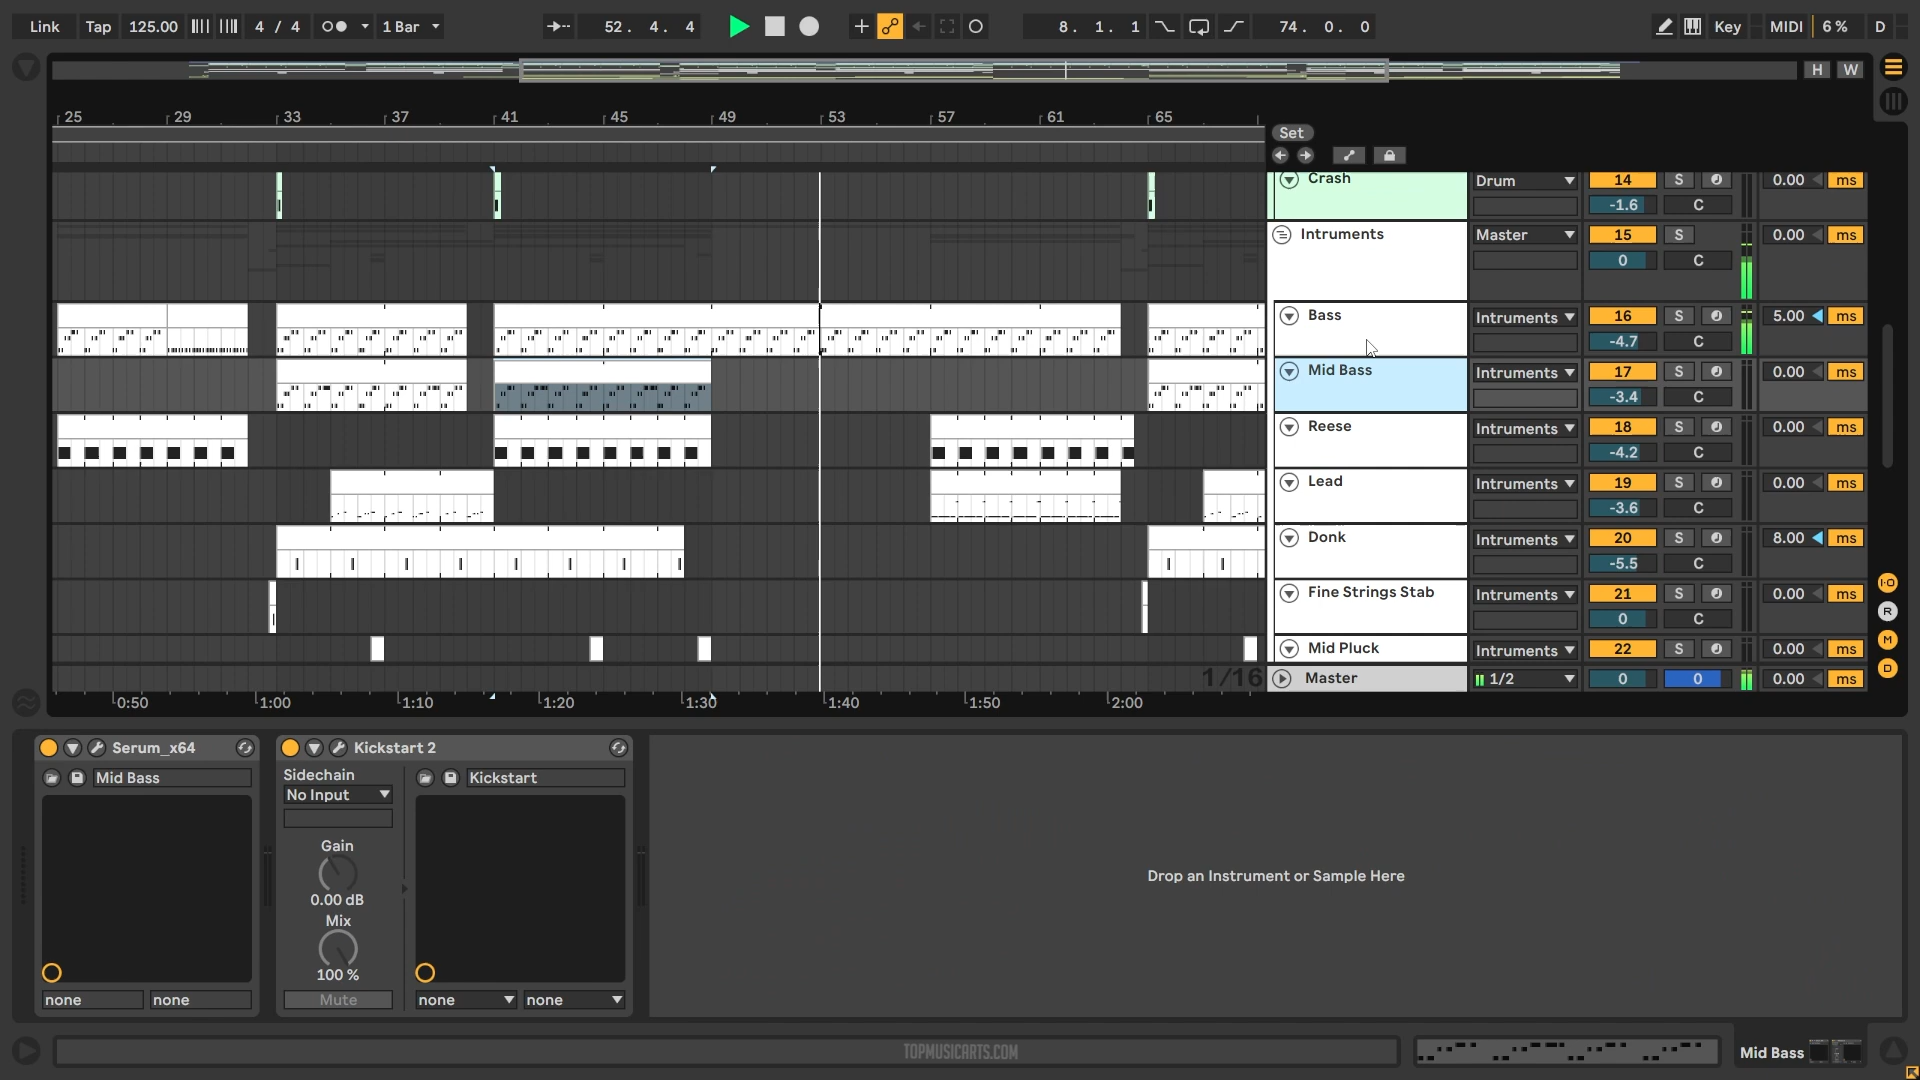 Link Tap 125.00 4 / 4 1 Bar 52. 4. 4 8. 1. 1 74. 0. 0 Key MIDI 6 % D
H W
25 29 33 37 41 45 49 53 57 61 65
Set
Crash Drum 14 S 0.00 ms
-1.6 C
Intruments Master 15 S 0.00 ms
0 C
Bass Intruments 16 S 5.00 ms
-4.7 C
Mid Bass Intruments 17 S 0.00 ms
-3.4 C
Reese Intruments 18 S 0.00 ms
-4.2 C
Lead Intruments 19 S 0.00 ms
-3.6 C
Donk Intruments 20 S 8.00 ms
-5.5 C
Fine Strings Stab Intruments 21 S 0.00 ms
0 C
Mid Pluck Intruments 22 S 0.00 ms
1/16 Master 1/2 0 0 0.00 ms
I·O
R
M
D
0:50 1:00 1:10 1:20 1:30 1:40 1:50 2:00
Serum_x64 Kickstart 2
Mid Bass Sidechain Kickstart
No Input
Gain
0.00 dB
Mix
100 %
none none Mute none none
Drop an Instrument or Sample Here
TOPMUSICARTS.COM
Mid Bass